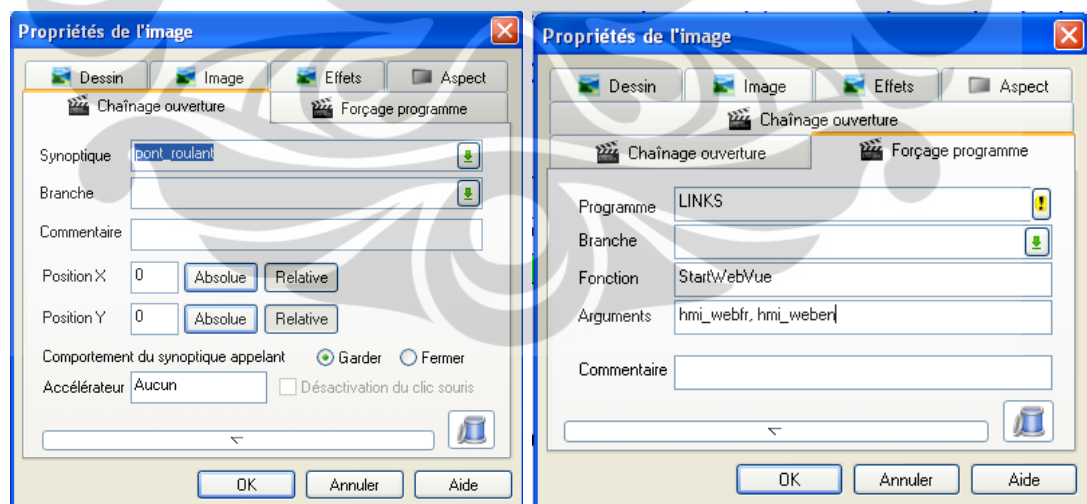 Propriétés de l'image
Dessin Image Effets Aspect
Chaînage ouverture Forçage programme
Synoptique pont_roulant
Branche
Commentaire
Position X 0 Absolue Relative
Position Y 0 Absolue Relative
Comportement du synoptique appelant Garder Fermer
Accélérateur Aucun Désactivation du clic souris
OK Annuler Aide
Propriétés de l'image
Dessin Image Effets Aspect
Chaînage ouverture
Chaînage ouverture Forçage programme
Programme LINKS
Branche
Fonction StartWebVue
Arguments hmi_webfr, hmi_weben
Commentaire
OK Annuler Aide